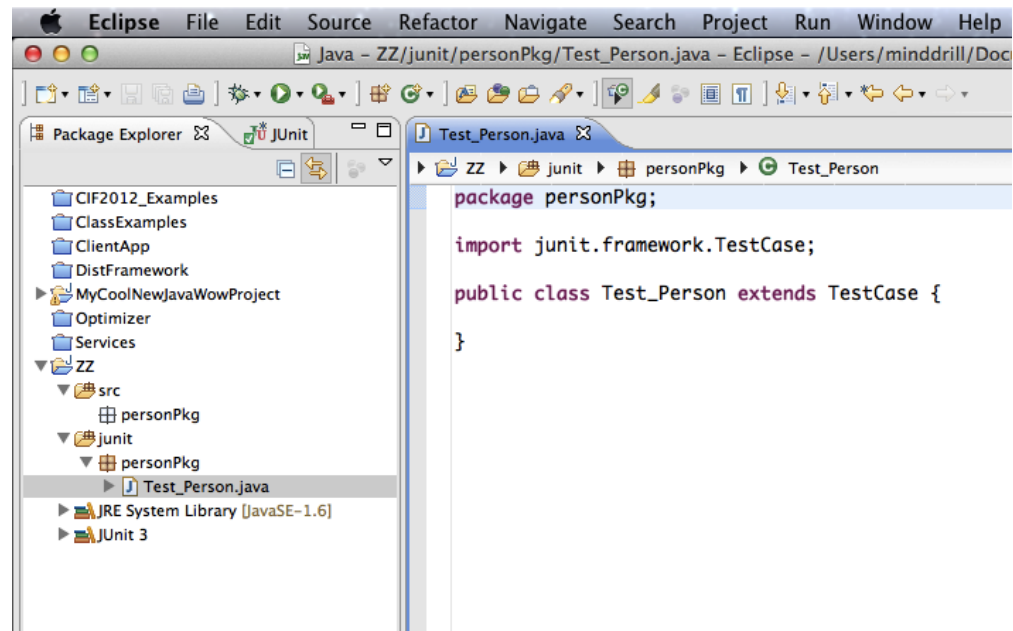 Eclipse File Edit Source Refactor Navigate Search Project Run Window Help
Java – ZZ/junit/personPkg/Test_Person.java – Eclipse – /Users/minddrill/Doc
Package Explorer JUnit
Test_Person.java
ZZ junit personPkg Test_Person
CIF2012_Examples
ClassExamples
ClientApp
DistFramework
MyCoolNewJavaWowProject
Optimizer
Services
ZZ
src
personPkg
junit
personPkg
Test_Person.java
JRE System Library [JavaSE-1.6]
JUnit 3
package personPkg;
import junit.framework.TestCase;
public class Test_Person extends TestCase {
}